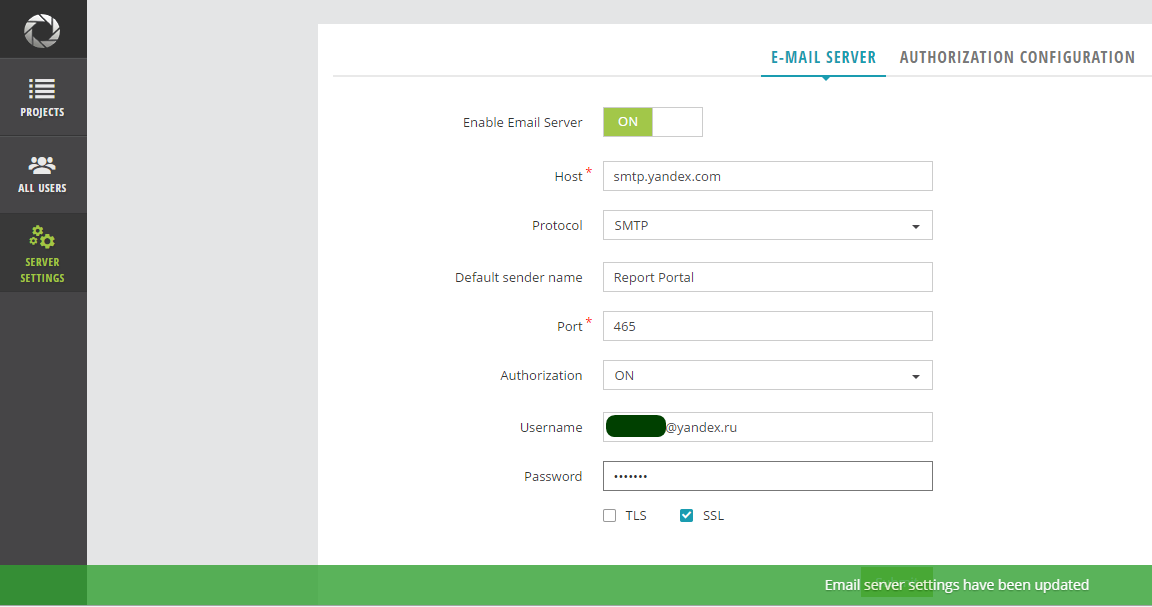 E-MAIL SERVER AUTHORIZATION CONFIGURATION
PROJECTS
ALL USERS
SERVER
SETTINGS
Enable Email Server ON
Host * smtp.yandex.com
Protocol SMTP
Default sender name Report Portal
Port * 465
Authorization ON
Username @yandex.ru
Password •••••••
TLS SSL
Email server settings have been updated